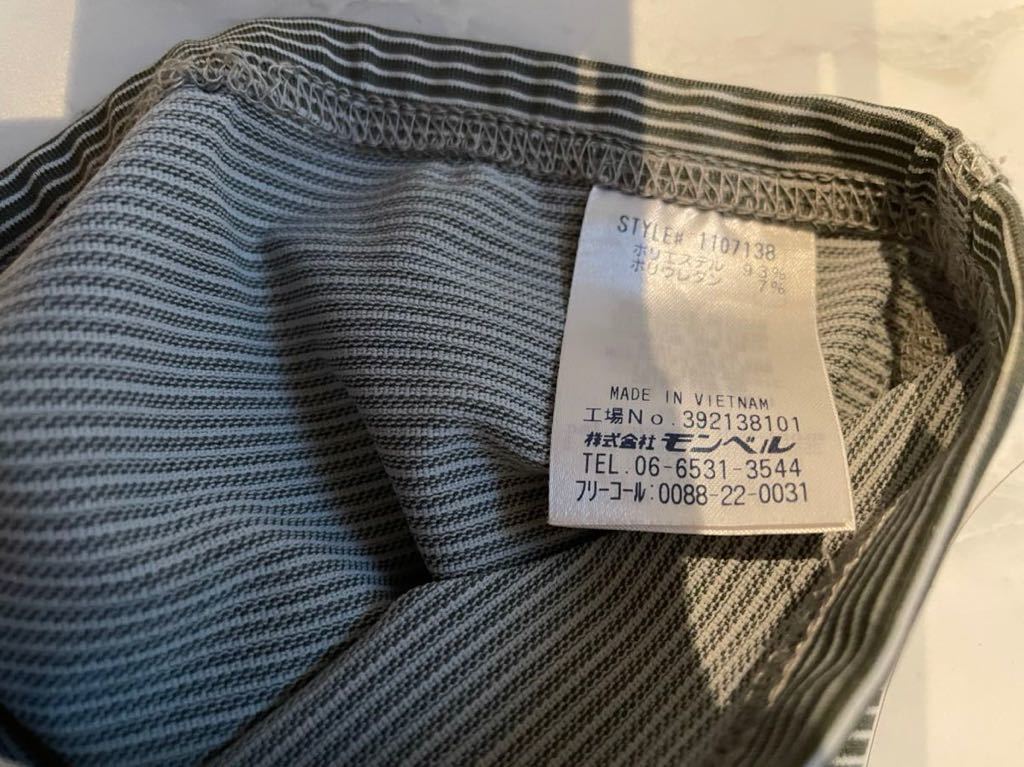 STYLE# 1107138
ポリエステル 93%
ポリウレタン 7%
MADE IN VIETNAM
工場No.392138101
株式会社 モンベル
TEL.06-6531-3544
フリーコール:0088-22-0031